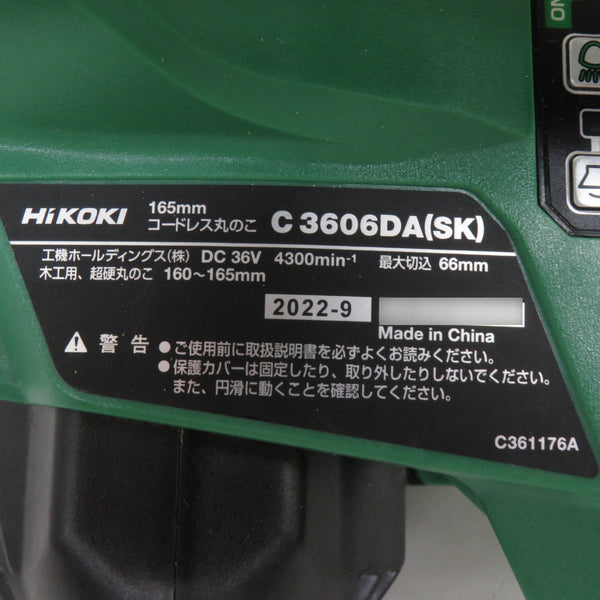 NO
HiKOKI 165mm コードレス丸のこ C 3606DA(SK)
工機ホールディングス(株) DC 36V 4300min-1 最大切込 66mm
木工用、超硬丸のこ 160～165mm
2022-9
Made in China
警告 ●ご使用前に取扱説明書を必ずよくお読みください。
●保護カバーは固定したり、取り外したりしないでください。
また、円滑に動くことを確認してください。
C361176A